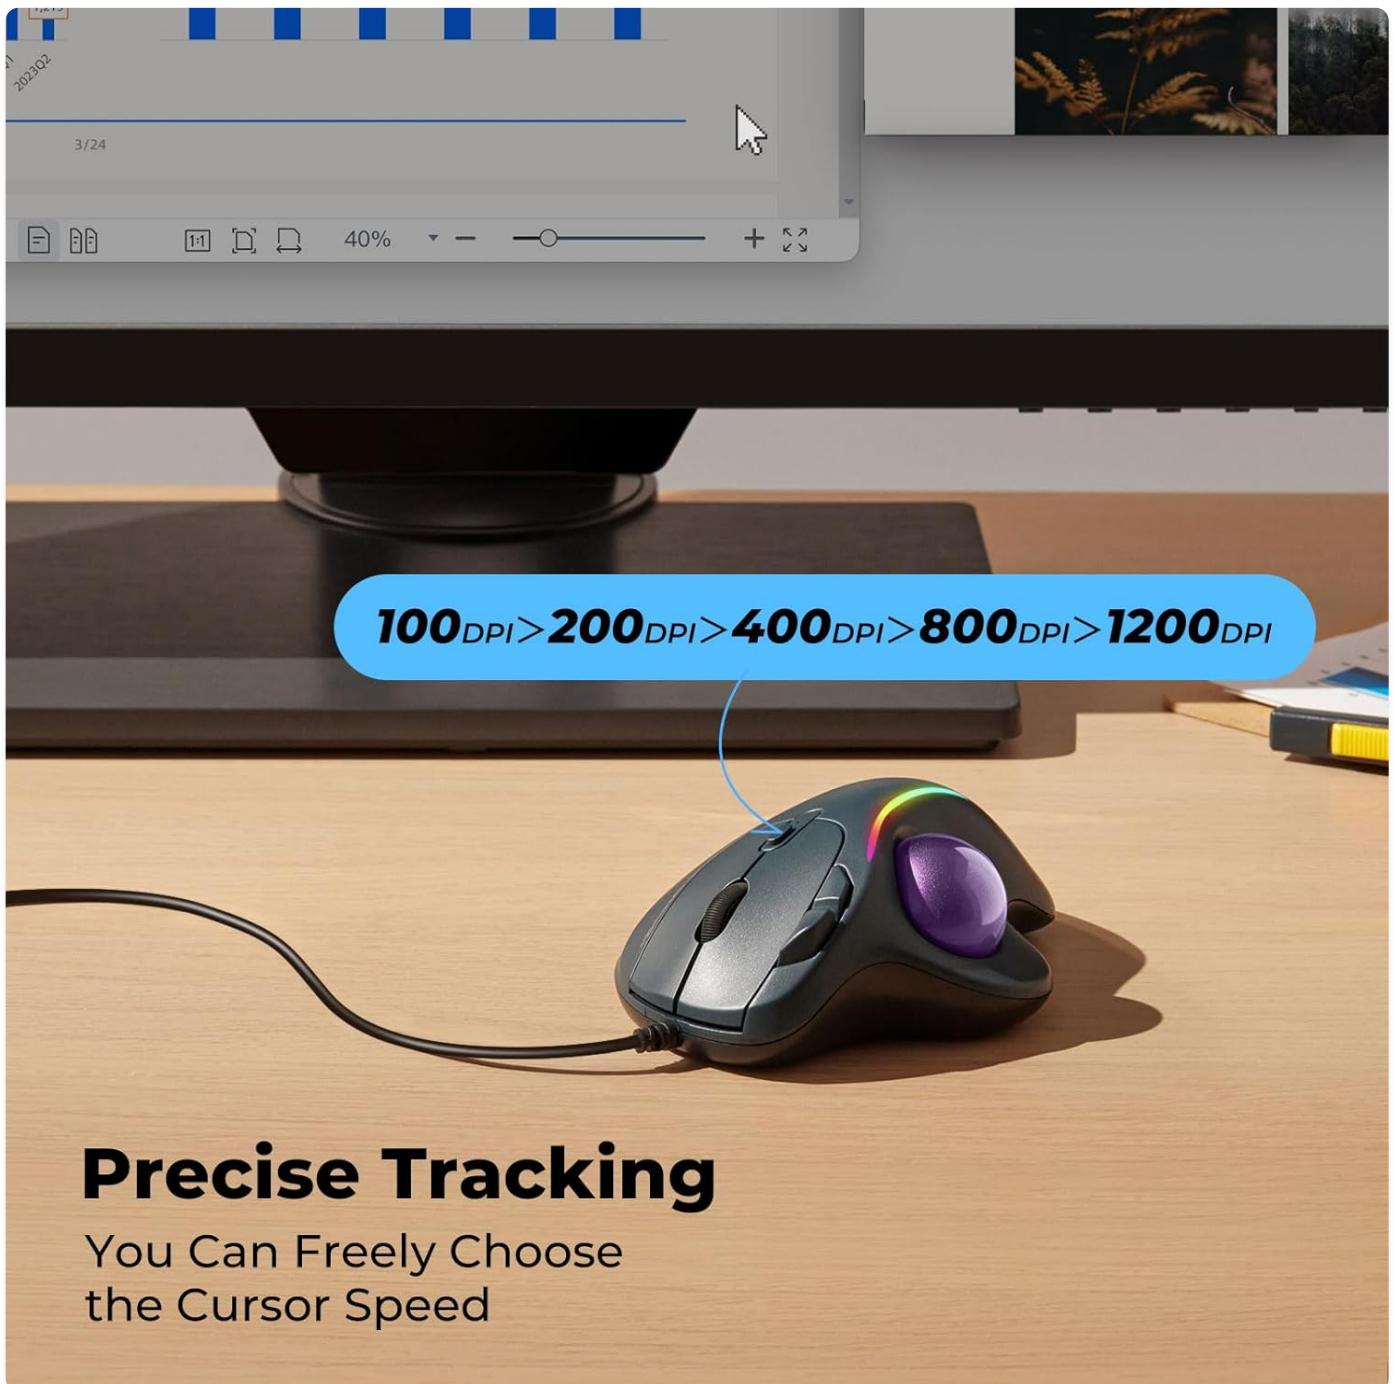 2023Q2
3/24
1:1
40%
100DPI>200DPI>400DPI>800DPI>1200DPI
Precise Tracking
You Can Freely Choose
the Cursor Speed